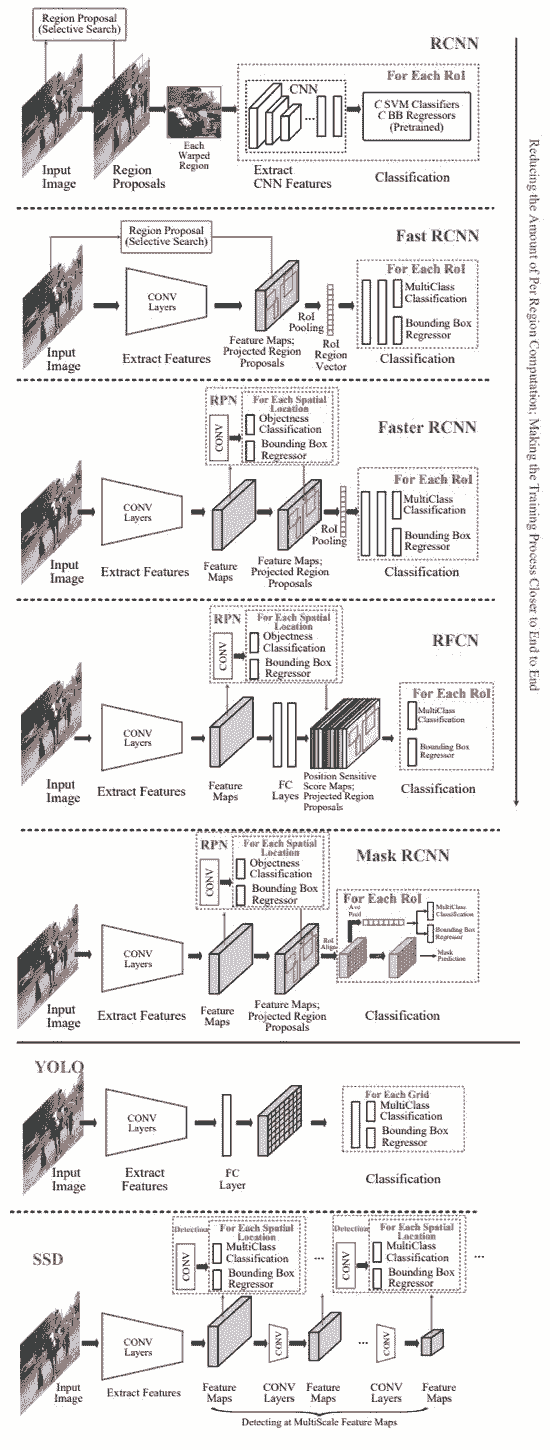 Region Proposal
(Selective Search)
RCNN
For Each RoI
CNN
C SVM Classifiers
C BB Regressors
(Pretrained)
Input
Image
Region
Proposals
Each
Warped
Region
Extract
CNN Features
Classification
Region Proposal
(Selective Search)
Fast RCNN
For Each RoI
CONV
Layers
MultiClass
Classification
Bounding Box
Regressor
RoI
Pooling
Input
Image
Extract Features
Feature Maps;
Projected Region
Proposals
RoI
Region
Vector
Classification
RPN
For Each Spatial
Location
CONV
Objectness
Classification
Bounding Box
Regressor
Faster RCNN
For Each RoI
CONV
Layers
MultiClass
Classification
Bounding Box
Regressor
RoI
Pooling
Input
Image
Extract Features
Feature
Maps
Feature Maps;
Projected Region
Proposals
Classification
RPN
For Each Spatial
Location
CONV
Objectness
Classification
Bounding Box
Regressor
RFCN
For Each RoI
CONV
Layers
MultiClass
Classification
Bounding Box
Regressor
Input
Image
Extract Features
Feature
Maps
FC
Layes
Position Sensitive
Score Maps;
Projected Region
Proposals
Classification
Reducing the Amount of Per Region Computation; Making the Training Process Closer to End to End
RPN
For Each Spatial
Location
CONV
Objectness
Classification
Bounding Box
Regressor
Mask RCNN
For Each RoI
CONV
Layers
RoI
Align
Ave
Pool
MultiClass
Classification
Bounding Box
Regressor
Mask
Prediction
Input
Image
Extract Features
Feature
Maps
Feature Maps;
Projected Region
Proposals
Classification
YOLO
CONV
Layers
For Each Grid
MultiClass
Classification
Bounding Box
Regressor
Input
Image
Extract
Features
FC
Layer
Classification
SSD
Detection
For Each Spatial
Location
CONV
MultiClass
Classification
Bounding Box
Regressor
...
Detection
For Each Spatial
Location
CONV
MultiClass
Classification
Bounding Box
Regressor
...
CONV
Layers
CONV
...
CONV
Input
Image
Extract Features
Feature
Maps
CONV
Layers
Feature
Maps
CONV
Layers
Feature
Maps
Detecting at MultiScale Feature Maps